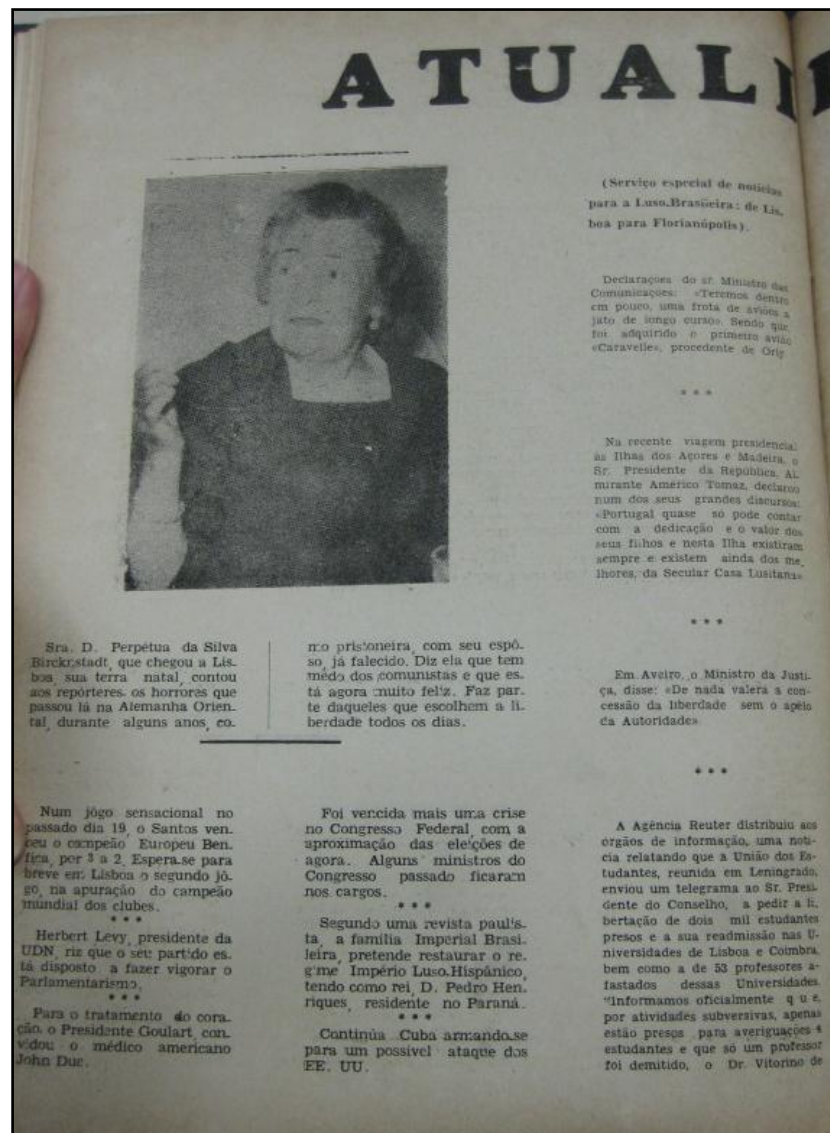 ATUALI
Sra. D. Perpétua da Silva
Birckstadt, que chegou a Lis-
boa sua terra natal, contou
aos repórteres, os horrores que
passou lá na Alemanha Orien-
tal, durante alguns anos, co-
mo prisioneira, com seu espô-
so, já falecido. Diz ela que tem
mêdo dos comunistas e que es-
tá agora muito feliz. Faz par-
te daqueles que escolhem a li-
berdade todos os dias.
Num jôgo sensacional no
passado dia 19, o Santos ven-
ceu o campeão Europeu Ben-
fica, por 3 a 2. Espera-se para
breve em Lisboa o segundo jô-
go, na apuração do campeão
mundial dos clubes.
* * *
Herbert Levy, presidente da
UDN, riz que o seu partido es-
tá disposto a fazer vigorar o
Parlamentarismo.
* * *
Para o tratamento do cora-
ção, o Presidente Goulart, con-
vidou o médico americano
John Duc.
Foi vencida mais uma crise
no Congresso Federal, com a
aproximação das eleições de
agora. Alguns ministros do
Congresso passado ficaram
nos cargos.
* * *
Segundo uma revista paulis-
ta, a família Imperial Brasi-
leira, pretende restaurar o re-
gime Império Luso-Hispânico,
tendo como rei, D. Pedro Hen-
riques, residente no Paraná.
* * *
Continúa Cuba armando-se
para um possível ataque dos
EE. UU.
(Serviço especial de notícias
para a Luso-Brasileira: de Lis-
boa para Florianópolis).
Declarações do sr. Ministro das
Comunicações: «Teremos dentro
em pouco, uma frota de aviões a
jato de longo curso». Sendo que
foi adquirido o primeiro avião
«Caravelle», procedente de Orly
* * *
Na recente viagem presidencial
às Ilhas dos Açores e Madeira, o
Sr. Presidente da República, Al-
mirante Américo Tomaz, declarou
num dos seus grandes discursos:
«Portugal quase só pode contar
com a dedicação e o valor dos
seus filhos e nesta Ilha existiram
sempre e existem ainda dos me-
lhores, da Secular Casa Lusitana»
* * *
Em Aveiro, o Ministro da Justi-
ça, disse: «De nada valerá a con-
cessão da liberdade sem o apêio
da Autoridade»
* * *
A Agência Reuter distribuiu aos
órgãos de informação, uma notí-
cia relatando que a União dos Es-
tudantes, reunida em Leningrado,
enviou um telegrama ao Sr. Presi-
dente do Conselho, a pedir a li-
bertação de dois mil estudantes
presos e a sua readmissão nas U-
niversidades de Lisboa e Coimbra,
bem como a de 53 professores a-
fastados dessas Universidades.
"Informamos oficialmente q u e,
por atividades subversivas, apenas
estão presos para averiguações 4
estudantes e que só um professor
foi demitido, o Dr. Vitorino de